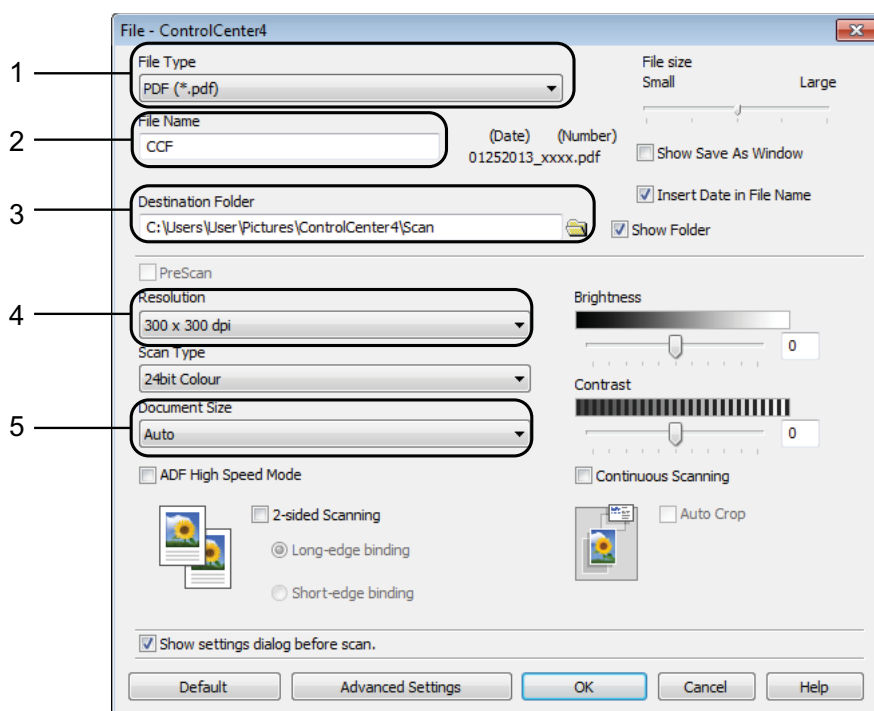 File - ControlCenter4
1
File Type
PDF (*.pdf)
File size
Small Large
2
File Name
CCF
(Date) (Number)
01252013_xxxx.pdf
Show Save As Window
Insert Date in File Name
3
Destination Folder
C:\Users\User\Pictures\ControlCenter4\Scan
Show Folder
PreScan
4
Resolution
300 x 300 dpi
Brightness
0
Scan Type
24bit Colour
Contrast
0
5
Document Size
Auto
ADF High Speed Mode
Continuous Scanning
2-sided Scanning
Auto Crop
Long-edge binding
Short-edge binding
Show settings dialog before scan.
Default Advanced Settings OK Cancel Help